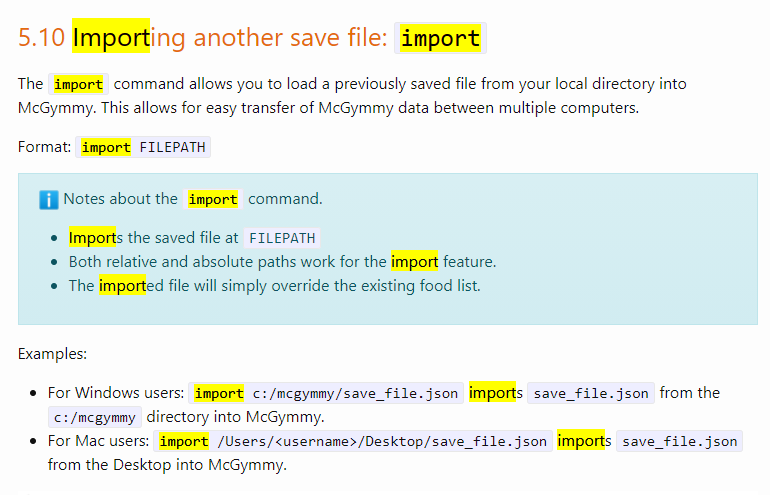 5.10 Importing another save file: import
The import command allows you to load a previously saved file from your local directory into
McGymmy. This allows for easy transfer of McGymmy data between multiple computers.
Format: import FILEPATH
Notes about the import command.
• Imports the saved file at FILEPATH
• Both relative and absolute paths work for the import feature.
• The imported file will simply override the existing food list.
Examples:
• For Windows users: import c:/mcgymmy/save_file.json imports save_file.json from the
c:/mcgymmy directory into McGymmy.
• For Mac users: import /Users/<username>/Desktop/save_file.json imports save_file.json
from the Desktop into McGymmy.